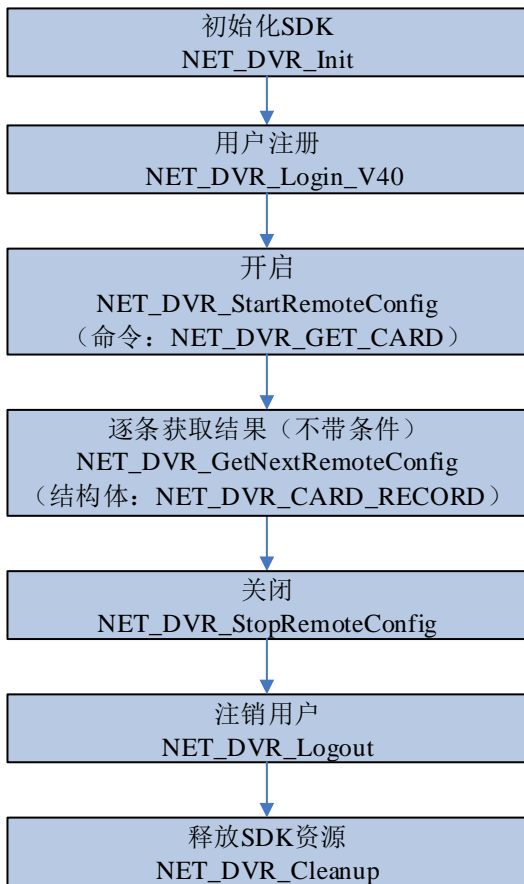 初始化SDK
NET_DVR_Init
用户注册
NET_DVR_Login_V40
开启
NET_DVR_StartRemoteConfig
（命令：NET_DVR_GET_CARD）
逐条获取结果（不带条件）
NET_DVR_GetNextRemoteConfig
（结构体：NET_DVR_CARD_RECORD）
关闭
NET_DVR_StopRemoteConfig
注销用户
NET_DVR_Logout
释放SDK资源
NET_DVR_Cleanup